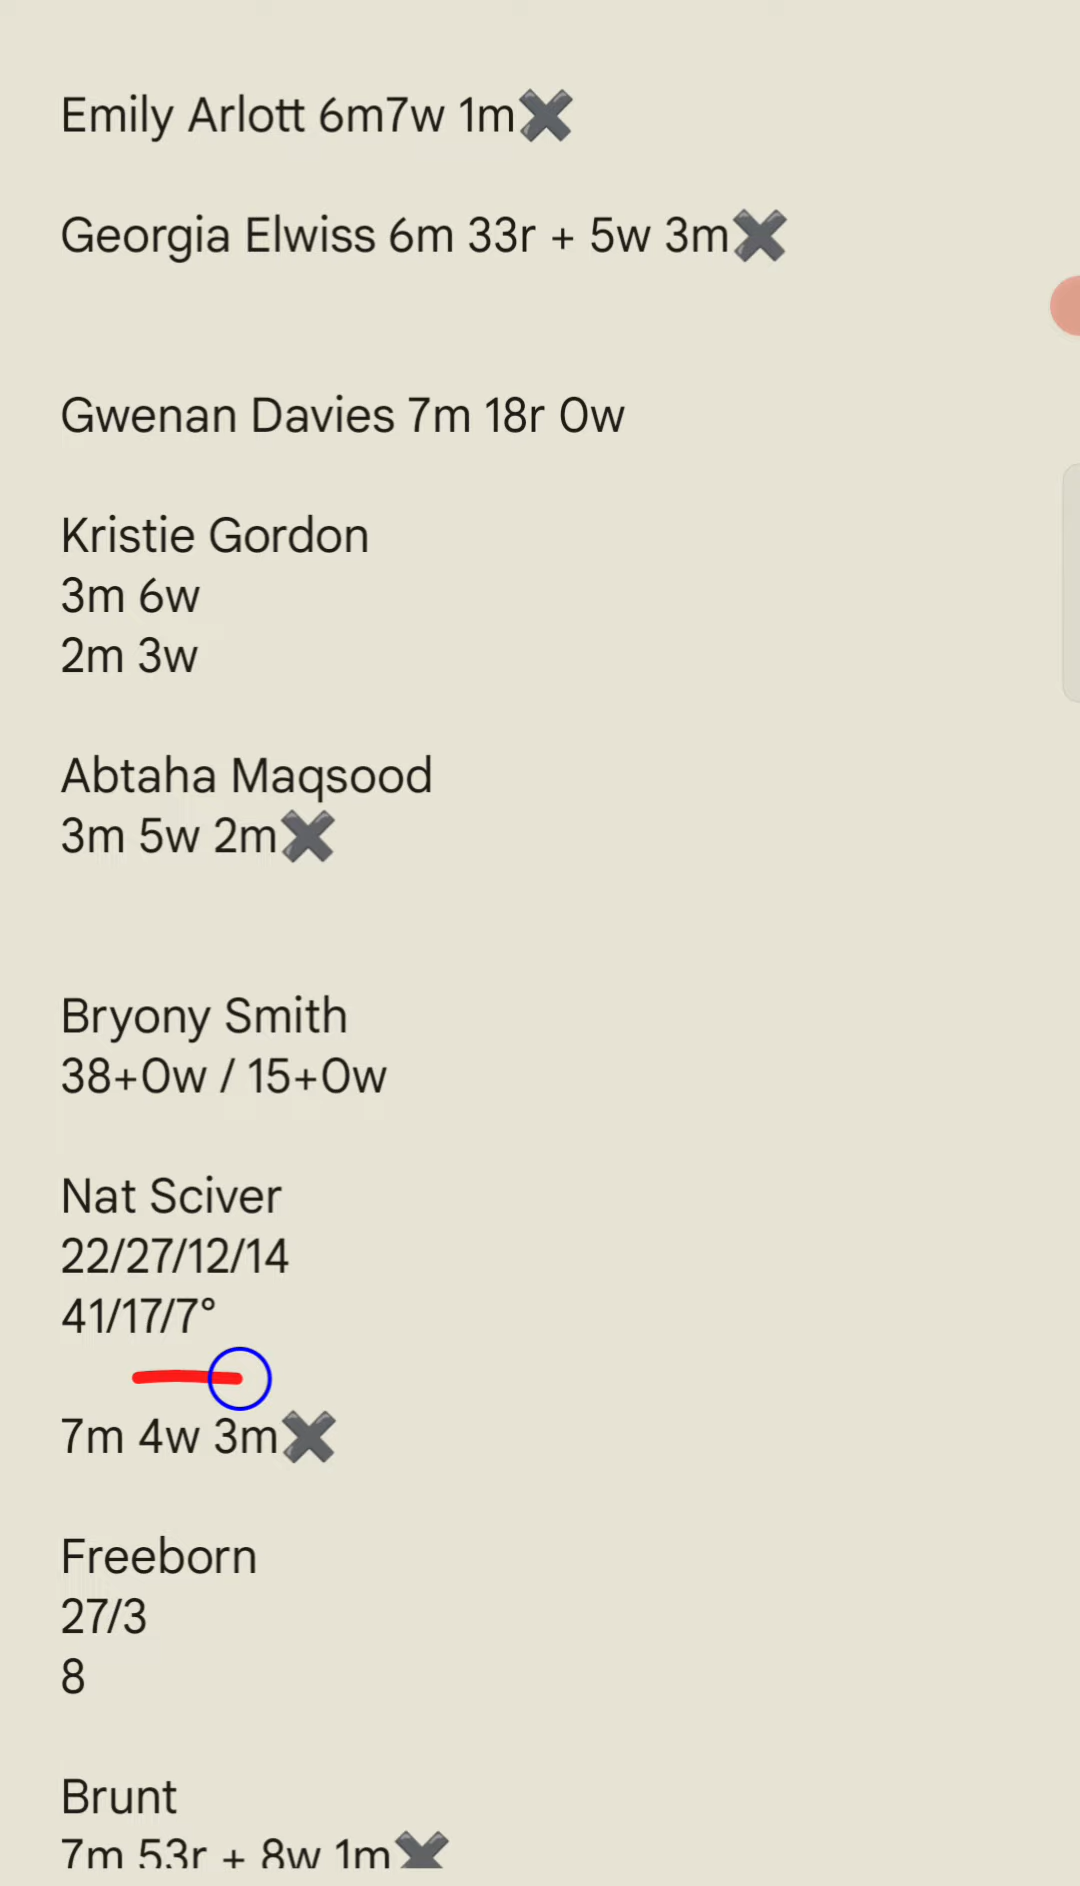 Emily Arlott 6m7w 1m✖
Georgia Elwiss 6m 33r + 5w 3m✖
Gwenan Davies 7m 18r 0w
Kristie Gordon
3m 6w
2m 3w
Abtaha Maqsood
3m 5w 2m✖
Bryony Smith
38+0w / 15+0w
Nat Sciver
22/27/12/14
41/17/7°
7m 4w 3m✖
Freeborn
27/3
8
Brunt
7m 53r + 8w 1m✖